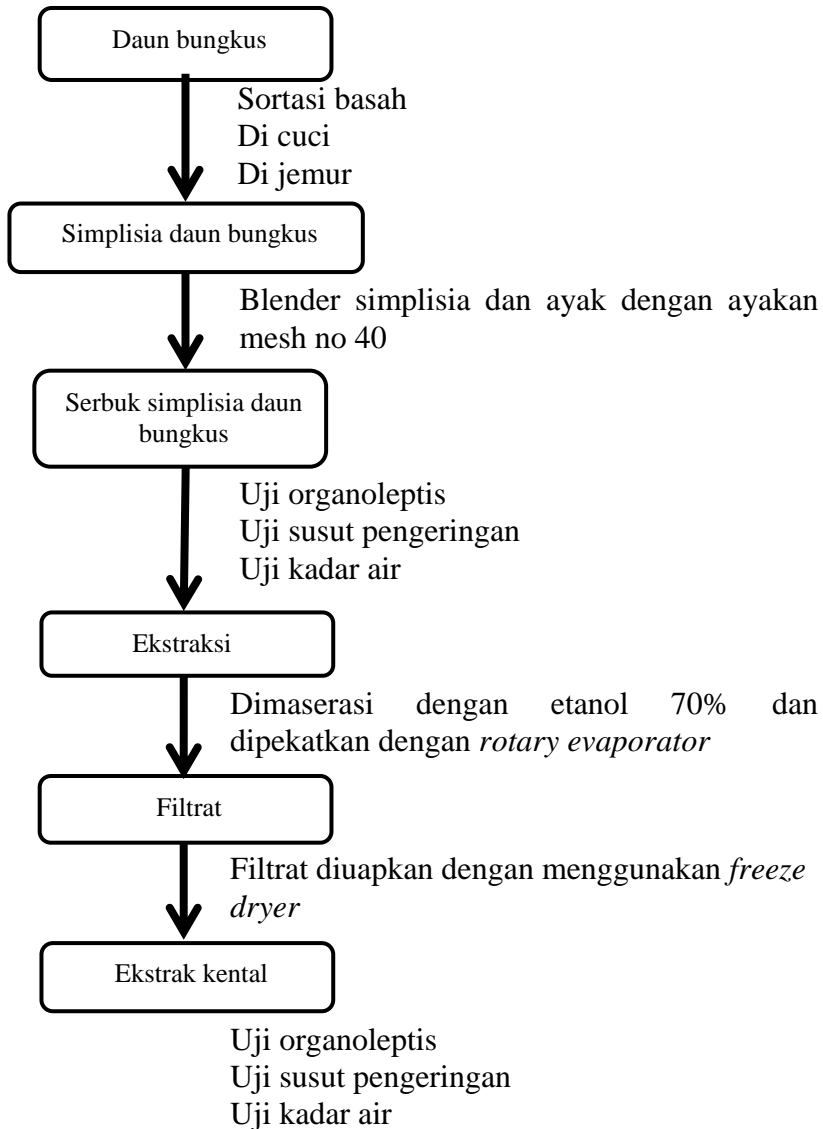 Daun bungkus
Sortasi basah
Di cuci
Di jemur
Simplisia daun bungkus
Blender simplisia dan ayak dengan ayakan
mesh no 40
Serbuk simplisia daun
bungkus
Uji organoleptis
Uji susut pengeringan
Uji kadar air
Ekstraksi
Dimaserasi dengan etanol 70% dan
dipekatkan dengan rotary evaporator
Filtrat
Filtrat diuapkan dengan menggunakan freeze
dryer
Ekstrak kental
Uji organoleptis
Uji susut pengeringan
Uji kadar air